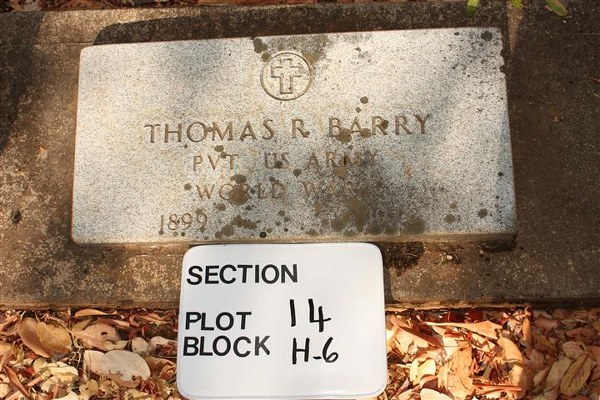 THOMAS R BARRY
PVT US ARMY
WORLD WAR
1899
SECTION
PLOT 14
BLOCK H-6